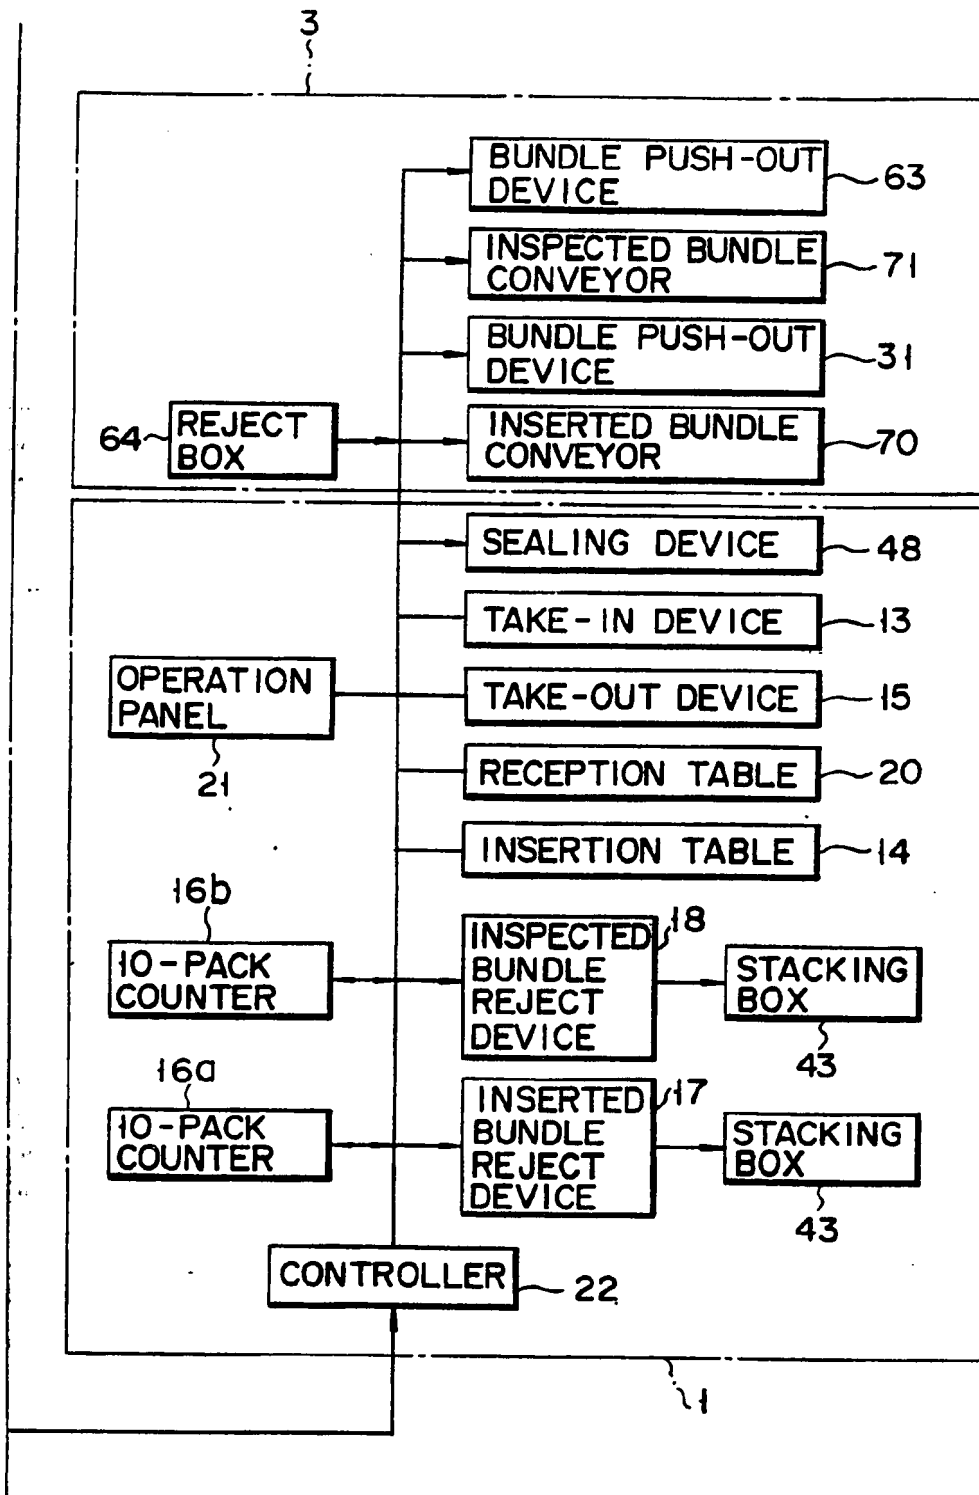 3
BUNDLE PUSH-OUT
DEVICE
63
INSPECTED BUNDLE
CONVEYOR
71
BUNDLE PUSH-OUT
DEVICE
31
64
REJECT
BOX
INSERTED BUNDLE
CONVEYOR
70
SEALING DEVICE
48
TAKE-IN DEVICE
13
OPERATION
PANEL
21
TAKE-OUT DEVICE
15
RECEPTION TABLE
20
INSERTION TABLE
14
16b
10-PACK
COUNTER
INSPECTED
BUNDLE
REJECT
DEVICE
18
STACKING
BOX
43
16a
10-PACK
COUNTER
INSERTED
BUNDLE
REJECT
DEVICE
17
STACKING
BOX
43
CONTROLLER
22
1